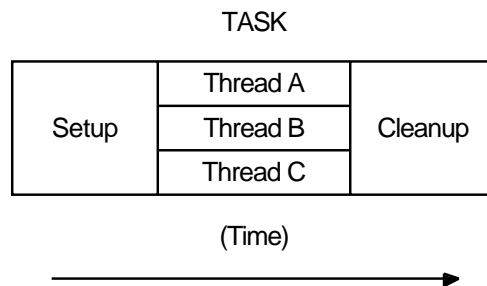 TASK
Setup
Thread A
Thread B
Thread C
Cleanup
(Time)